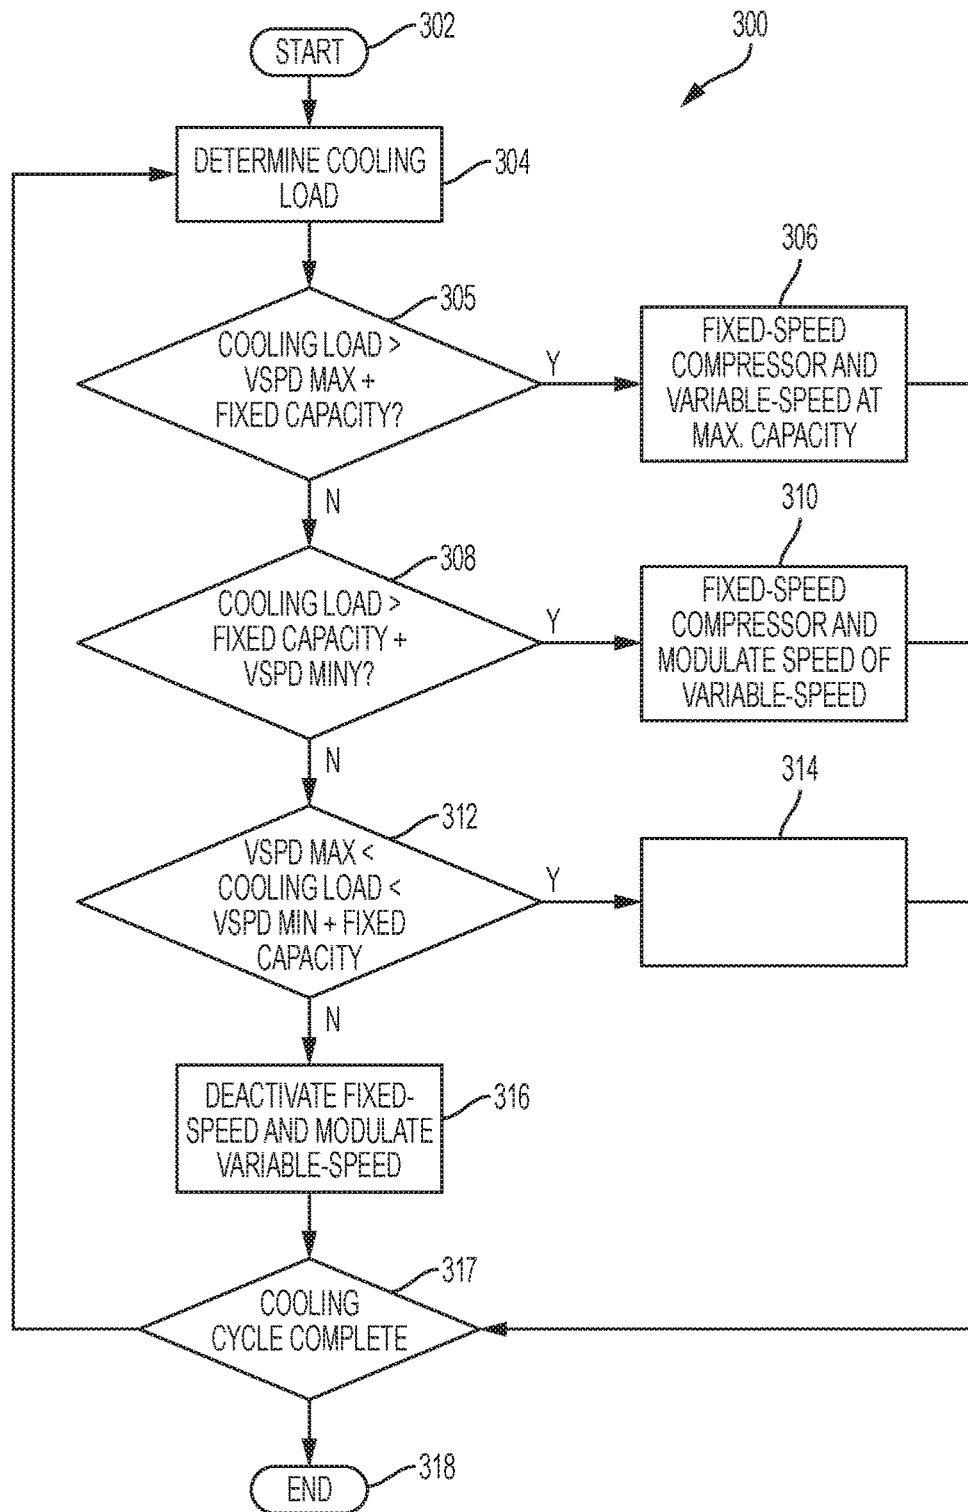 302
START
300
DETERMINE COOLING
LOAD
304
305
COOLING LOAD >
VSPD MAX +
FIXED CAPACITY?
Y
306
FIXED-SPEED
COMPRESSOR AND
VARIABLE-SPEED AT
MAX. CAPACITY
N
308
COOLING LOAD >
FIXED CAPACITY +
VSPD MINY?
Y
310
FIXED-SPEED
COMPRESSOR AND
MODULATE SPEED OF
VARIABLE-SPEED
N
312
VSPD MAX <
COOLING LOAD <
VSPD MIN + FIXED
CAPACITY
Y
314
N
DEACTIVATE FIXED-
SPEED AND MODULATE
VARIABLE-SPEED
316
317
COOLING
CYCLE COMPLETE
END
318